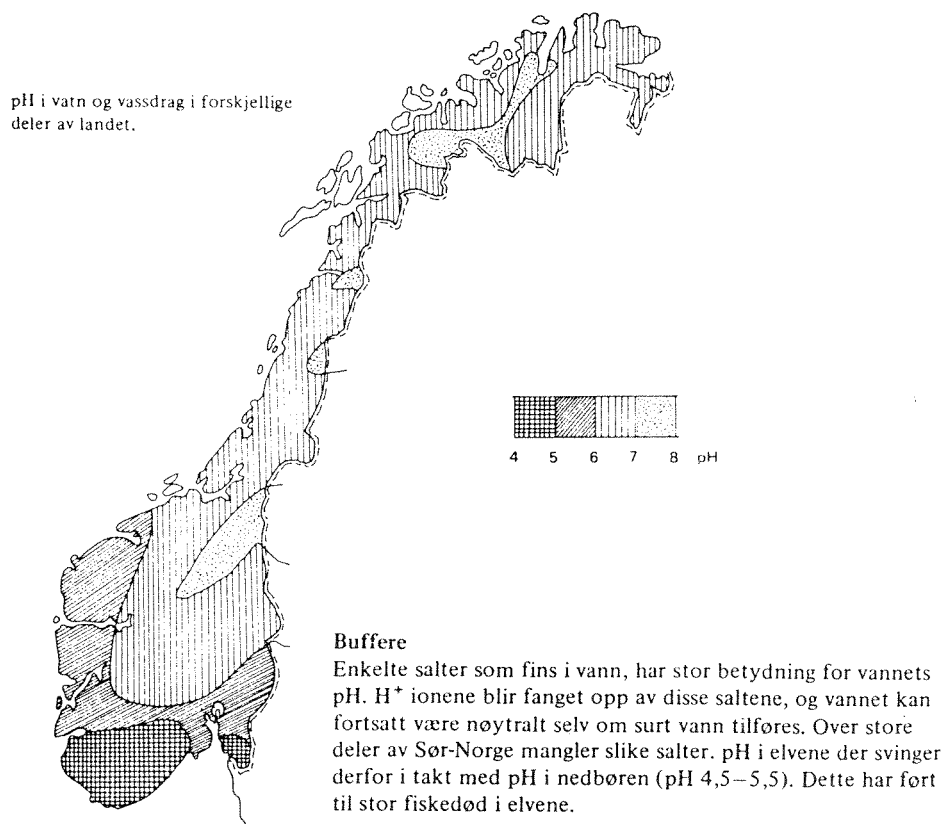 pH i vatn og vassdrag i forskjellige
deler av landet.
4 5 6 7 8 pH
Buffere
Enkelte salter som fins i vann, har stor betydning for vannets
pH. H⁺ ionene blir fanget opp av disse saltene, og vannet kan
fortsatt være nøytralt selv om surt vann tilføres. Over store
deler av Sør-Norge mangler slike salter. pH i elvene der svinger
derfor i takt med pH i nedbøren (pH 4,5–5,5). Dette har ført
til stor fiskedød i elvene.